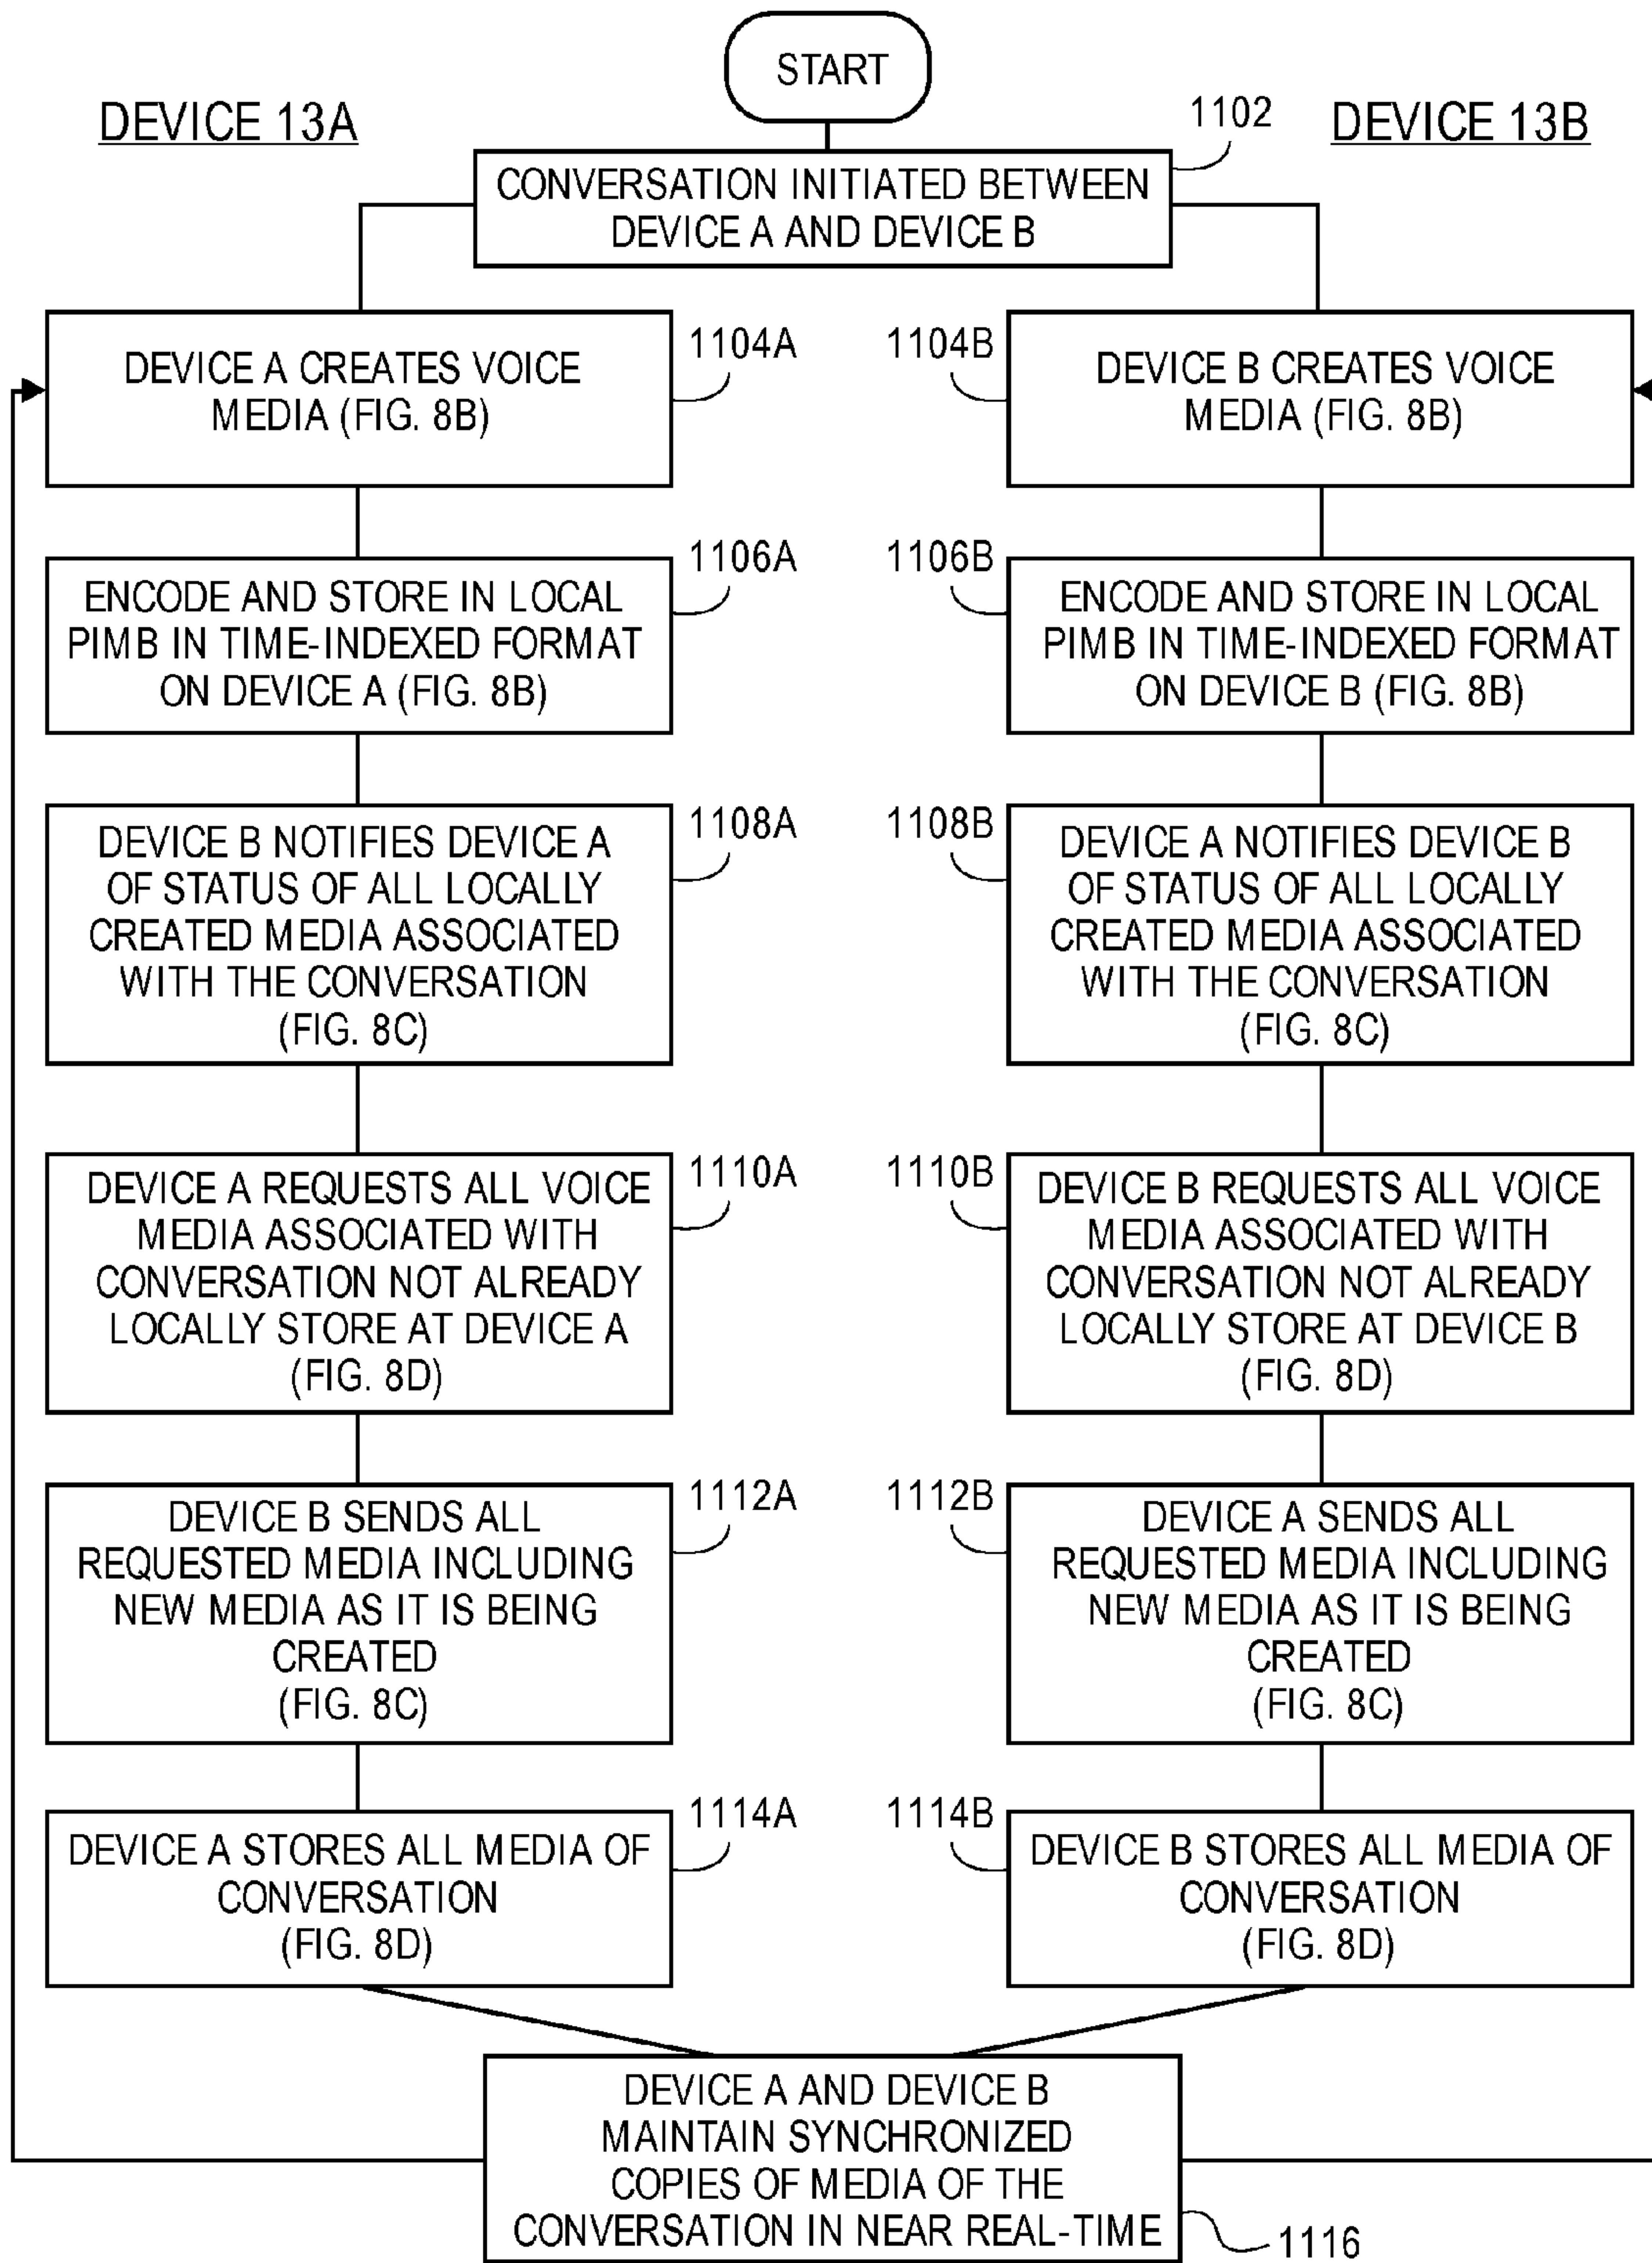 START
DEVICE 13A
1102
DEVICE 13B
CONVERSATION INITIATED BETWEEN
DEVICE A AND DEVICE B
DEVICE A CREATES VOICE
MEDIA (FIG. 8B)
1104A
1104B
DEVICE B CREATES VOICE
MEDIA (FIG. 8B)
ENCODE AND STORE IN LOCAL
PIMB IN TIME-INDEXED FORMAT
ON DEVICE A (FIG. 8B)
1106A
1106B
ENCODE AND STORE IN LOCAL
PIMB IN TIME-INDEXED FORMAT
ON DEVICE B (FIG. 8B)
DEVICE B NOTIFIES DEVICE A
OF STATUS OF ALL LOCALLY
CREATED MEDIA ASSOCIATED
WITH THE CONVERSATION
(FIG. 8C)
1108A
1108B
DEVICE A NOTIFIES DEVICE B
OF STATUS OF ALL LOCALLY
CREATED MEDIA ASSOCIATED
WITH THE CONVERSATION
(FIG. 8C)
DEVICE A REQUESTS ALL VOICE
MEDIA ASSOCIATED WITH
CONVERSATION NOT ALREADY
LOCALLY STORE AT DEVICE A
(FIG. 8D)
1110A
1110B
DEVICE B REQUESTS ALL VOICE
MEDIA ASSOCIATED WITH
CONVERSATION NOT ALREADY
LOCALLY STORE AT DEVICE B
(FIG. 8D)
DEVICE B SENDS ALL
REQUESTED MEDIA INCLUDING
NEW MEDIA AS IT IS BEING
CREATED
(FIG. 8C)
1112A
1112B
DEVICE A SENDS ALL
REQUESTED MEDIA INCLUDING
NEW MEDIA AS IT IS BEING
CREATED
(FIG. 8C)
DEVICE A STORES ALL MEDIA OF
CONVERSATION
(FIG. 8D)
1114A
1114B
DEVICE B STORES ALL MEDIA OF
CONVERSATION
(FIG. 8D)
DEVICE A AND DEVICE B
MAINTAIN SYNCHRONIZED
COPIES OF MEDIA OF THE
CONVERSATION IN NEAR REAL-TIME
1116